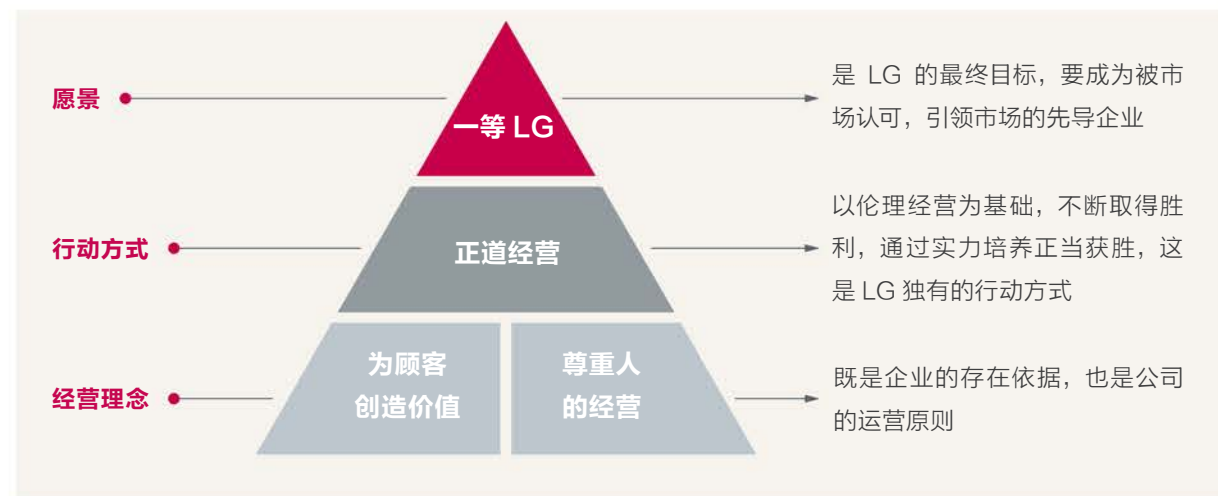 愿景
一等 LG
是 LG 的最终目标，要成为被市
场认可，引领市场的先导企业
行动方式
正道经营
以伦理经营为基础，不断取得胜
利，通过实力培养正当获胜，这
是 LG 独有的行动方式
经营理念
为顾客
创造价值
尊重人
的经营
既是企业的存在依据，也是公司
的运营原则